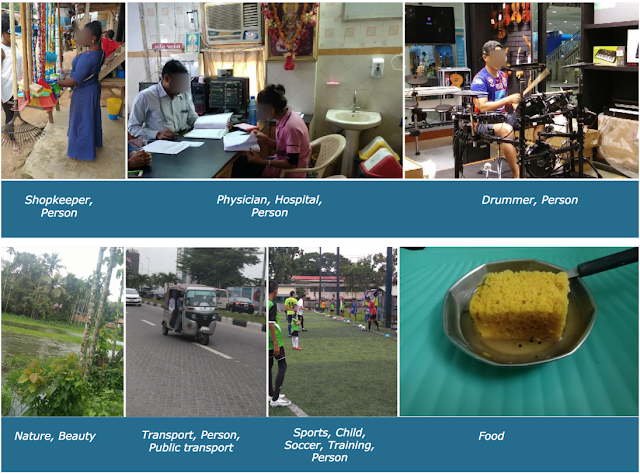 Shopkeeper,
Person
Physician, Hospital,
Person
Drummer, Person
Nature, Beauty
Transport, Person,
Public transport
Sports, Child,
Soccer, Training,
Person
Food